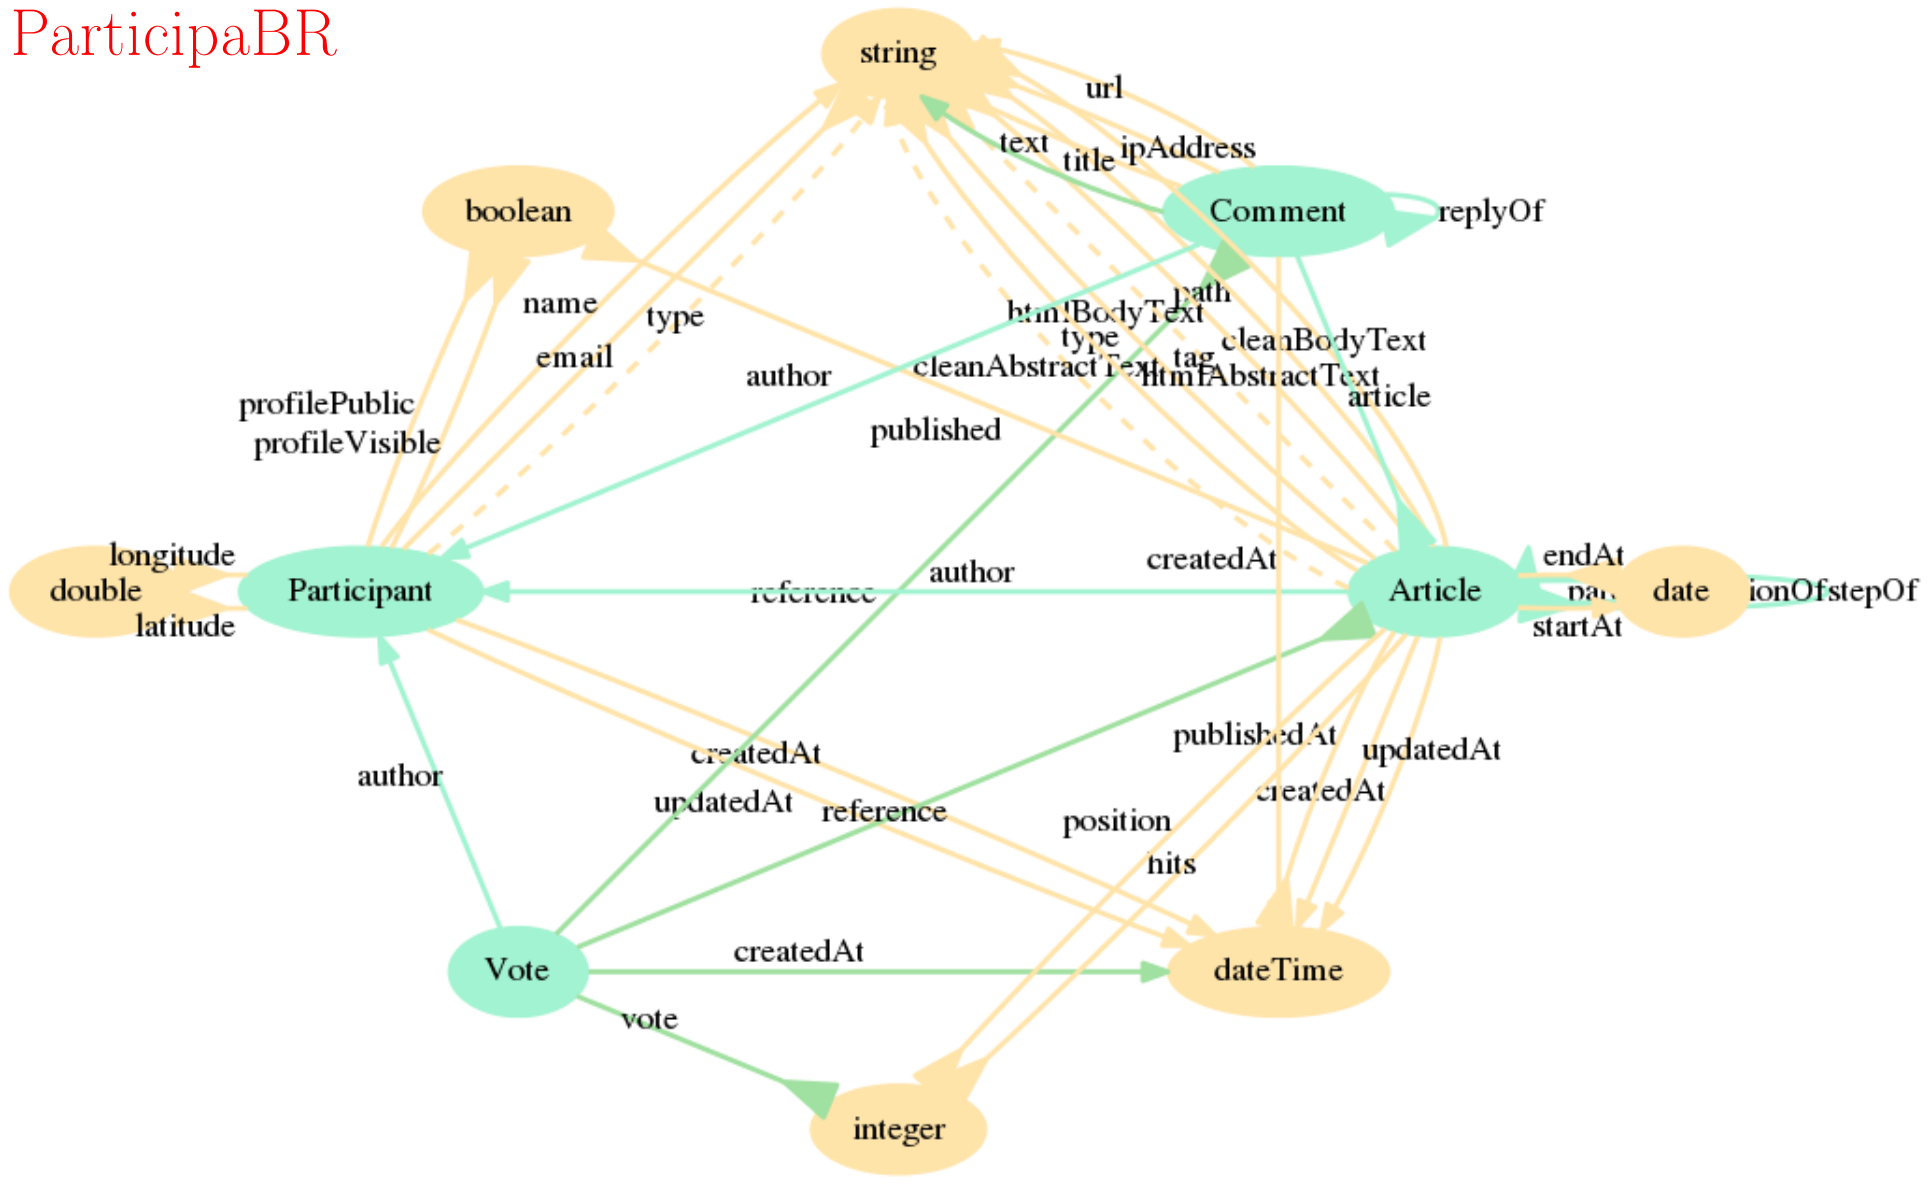 ParticipaBR
string
url
text
title
ipAddress
boolean
Comment
replyOf
name
type
email
path
htmlBodyText
type
cleanBodyText
cleanAbstractText
tag
htmlAbstractText
author
article
profilePublic
published
profileVisible
longitude
double
latitude
Participant
reference
author
createdAt
Article
endAt
startAt
date
ionOfstepOf
author
createdAt
updatedAt
reference
publishedAt
updatedAt
createdAt
position
hits
Vote
createdAt
dateTime
vote
integer